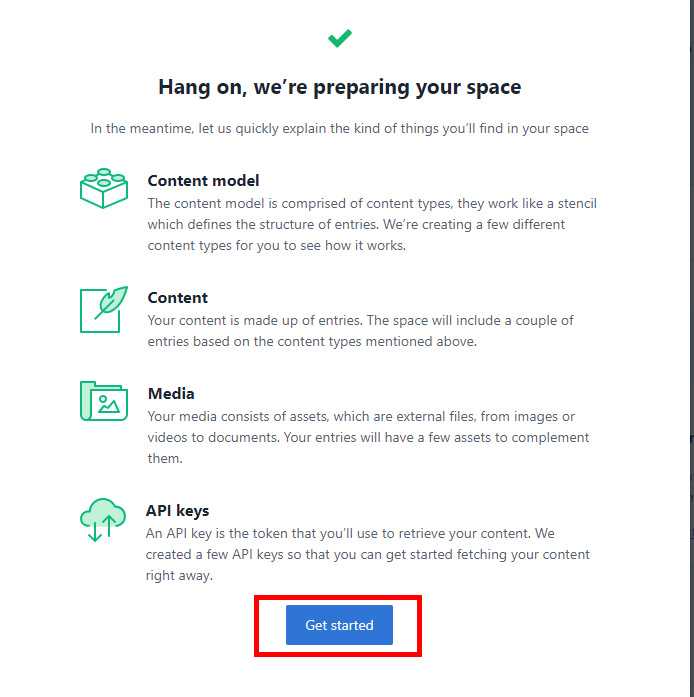 Hang on, we’re preparing your space
In the meantime, let us quickly explain the kind of things you’ll find in your space
Content model
The content model is comprised of content types, they work like a stencil
which defines the structure of entries. We’re creating a few different
content types for you to see how it works.
Content
Your content is made up of entries. The space will include a couple of
entries based on the content types mentioned above.
Media
Your media consists of assets, which are external files, from images or
videos to documents. Your entries will have a few assets to complement
them.
API keys
An API key is the token that you’ll use to retrieve your content. We
created a few API keys so that you can get started fetching your content
right away.
Get started